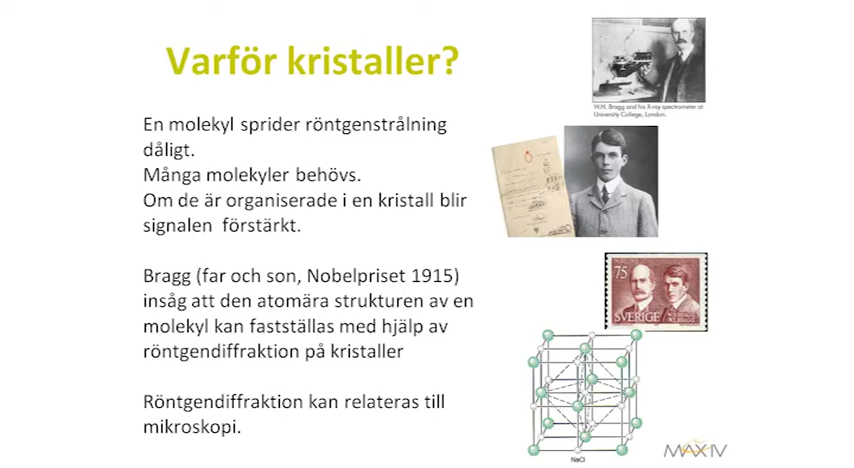 Varför kristaller?
En molekyl sprider röntgenstrålning
dåligt.
Många molekyler behövs.
Om de är organiserade i en kristall blir
signalen förstärkt.
Bragg (far och son, Nobelpriset 1915)
insåg att den atomära strukturen av en
molekyl kan fastställas med hjälp av
röntgendiffraktion på kristaller
Röntgendiffraktion kan relateras till
mikroskopi.
W.H. Bragg and his X-ray spectrometer at
University College, London.
75
SVERIGE
NaCl
MAX IV